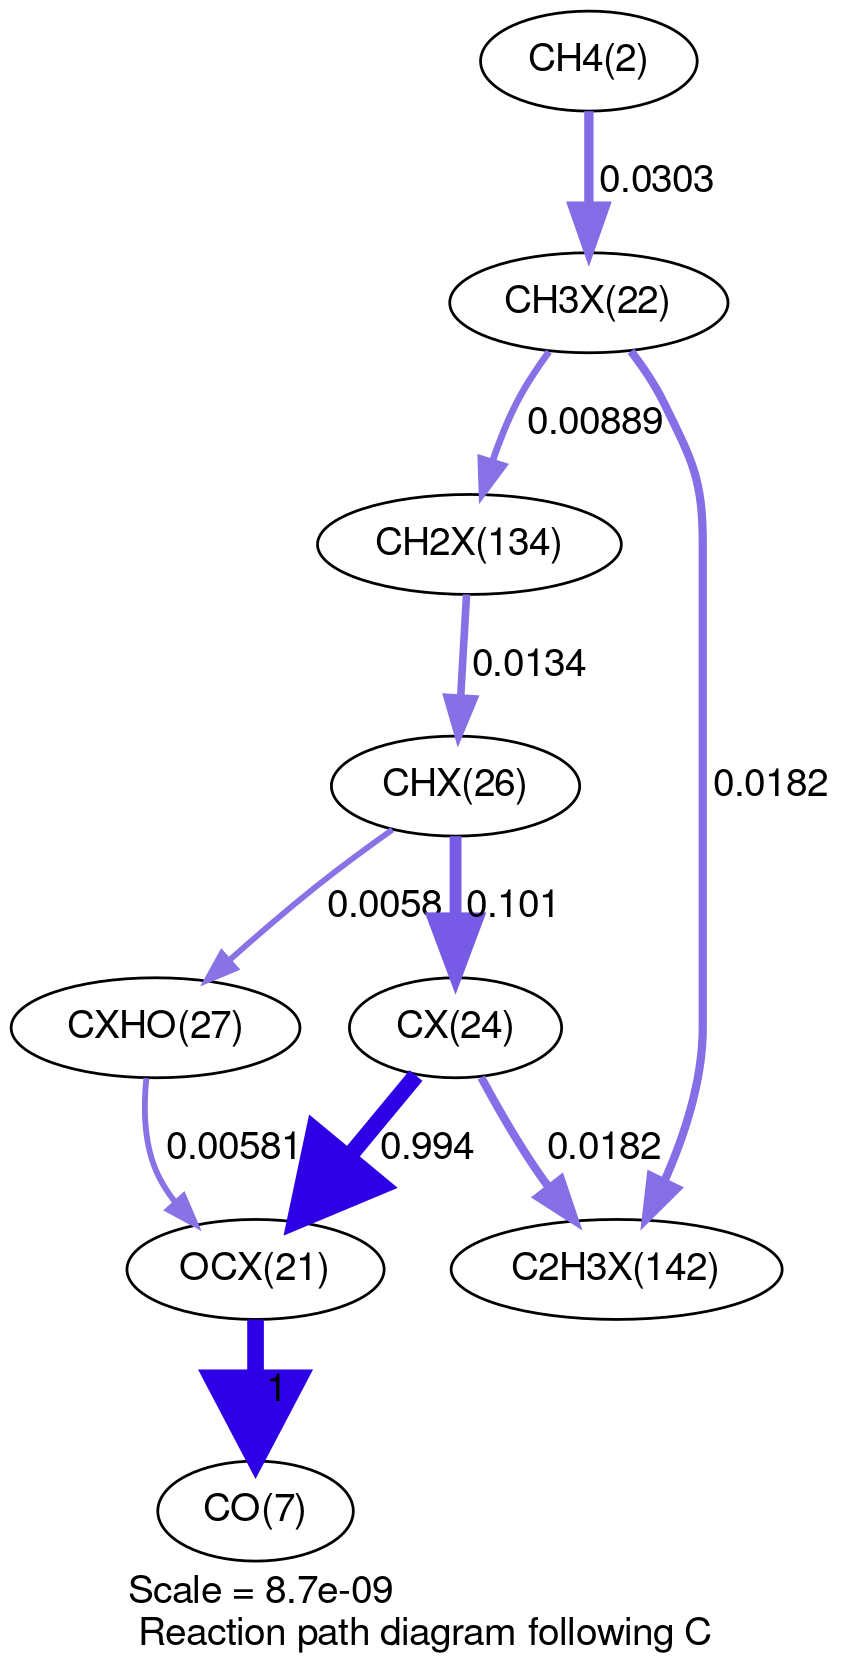 CH4(2)
0.0303
CH3X(22)
0.00889
CH2X(134)
0.0134
CHX(26)
0.0182
0.0058
0.101
CXHO(27)
CX(24)
0.00581
0.994
0.0182
OCX(21)
C2H3X(142)
1
CO(7)
Scale = 8.7e-09
Reaction path diagram following C